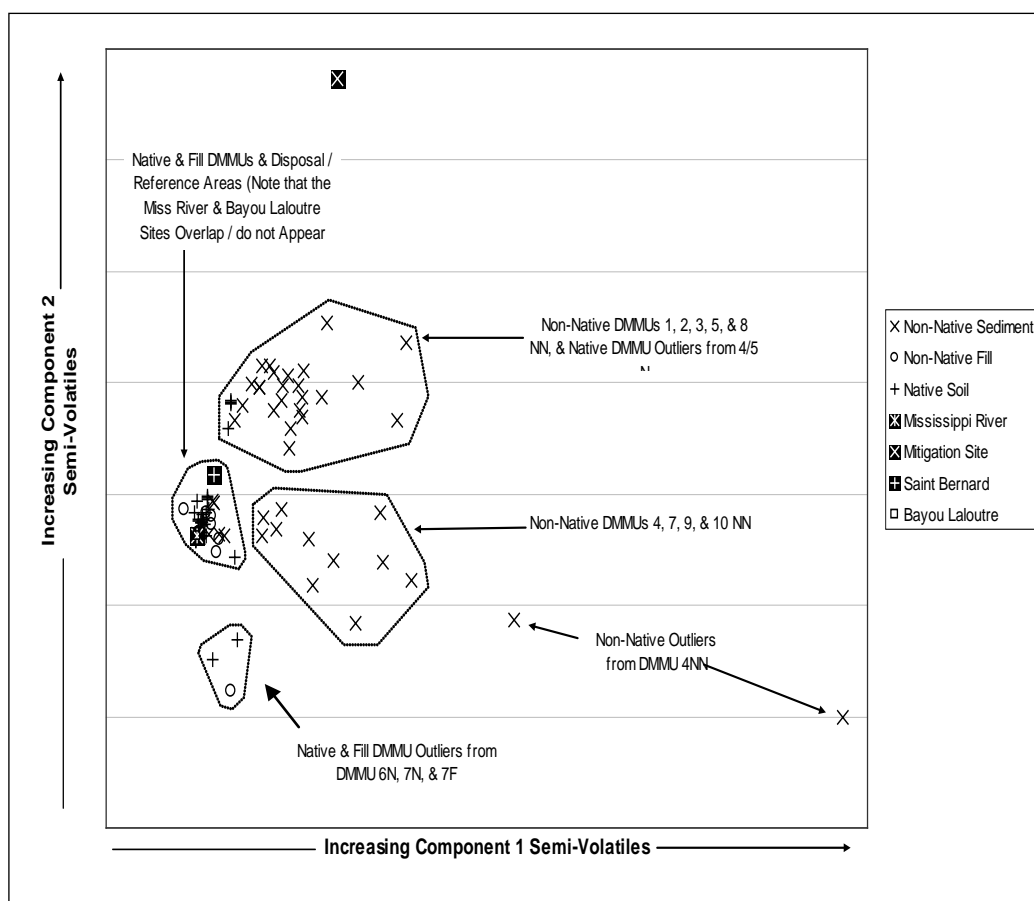 Native & Fill DMMUs & Disposal /
Reference Areas (Note that the
Miss River & Bayou Laloutre
Sites Overlap / do not Appear
Increasing Component 2
Semi-Volatiles
Non-Native DMMUs 1, 2, 3, 5, & 8
NN, & Native DMMU Outliers from 4/5
Non-Native DMMUs 4, 7, 9, & 10 NN
Non-Native Outliers
from DMMU 4NN
Native & Fill DMMU Outliers from
DMMU 6N, 7N, & 7F
Increasing Component 1 Semi-Volatiles
Non-Native Sediment
Non-Native Fill
Native Soil
Mississippi River
Mitigation Site
Saint Bernard
Bayou Laloutre